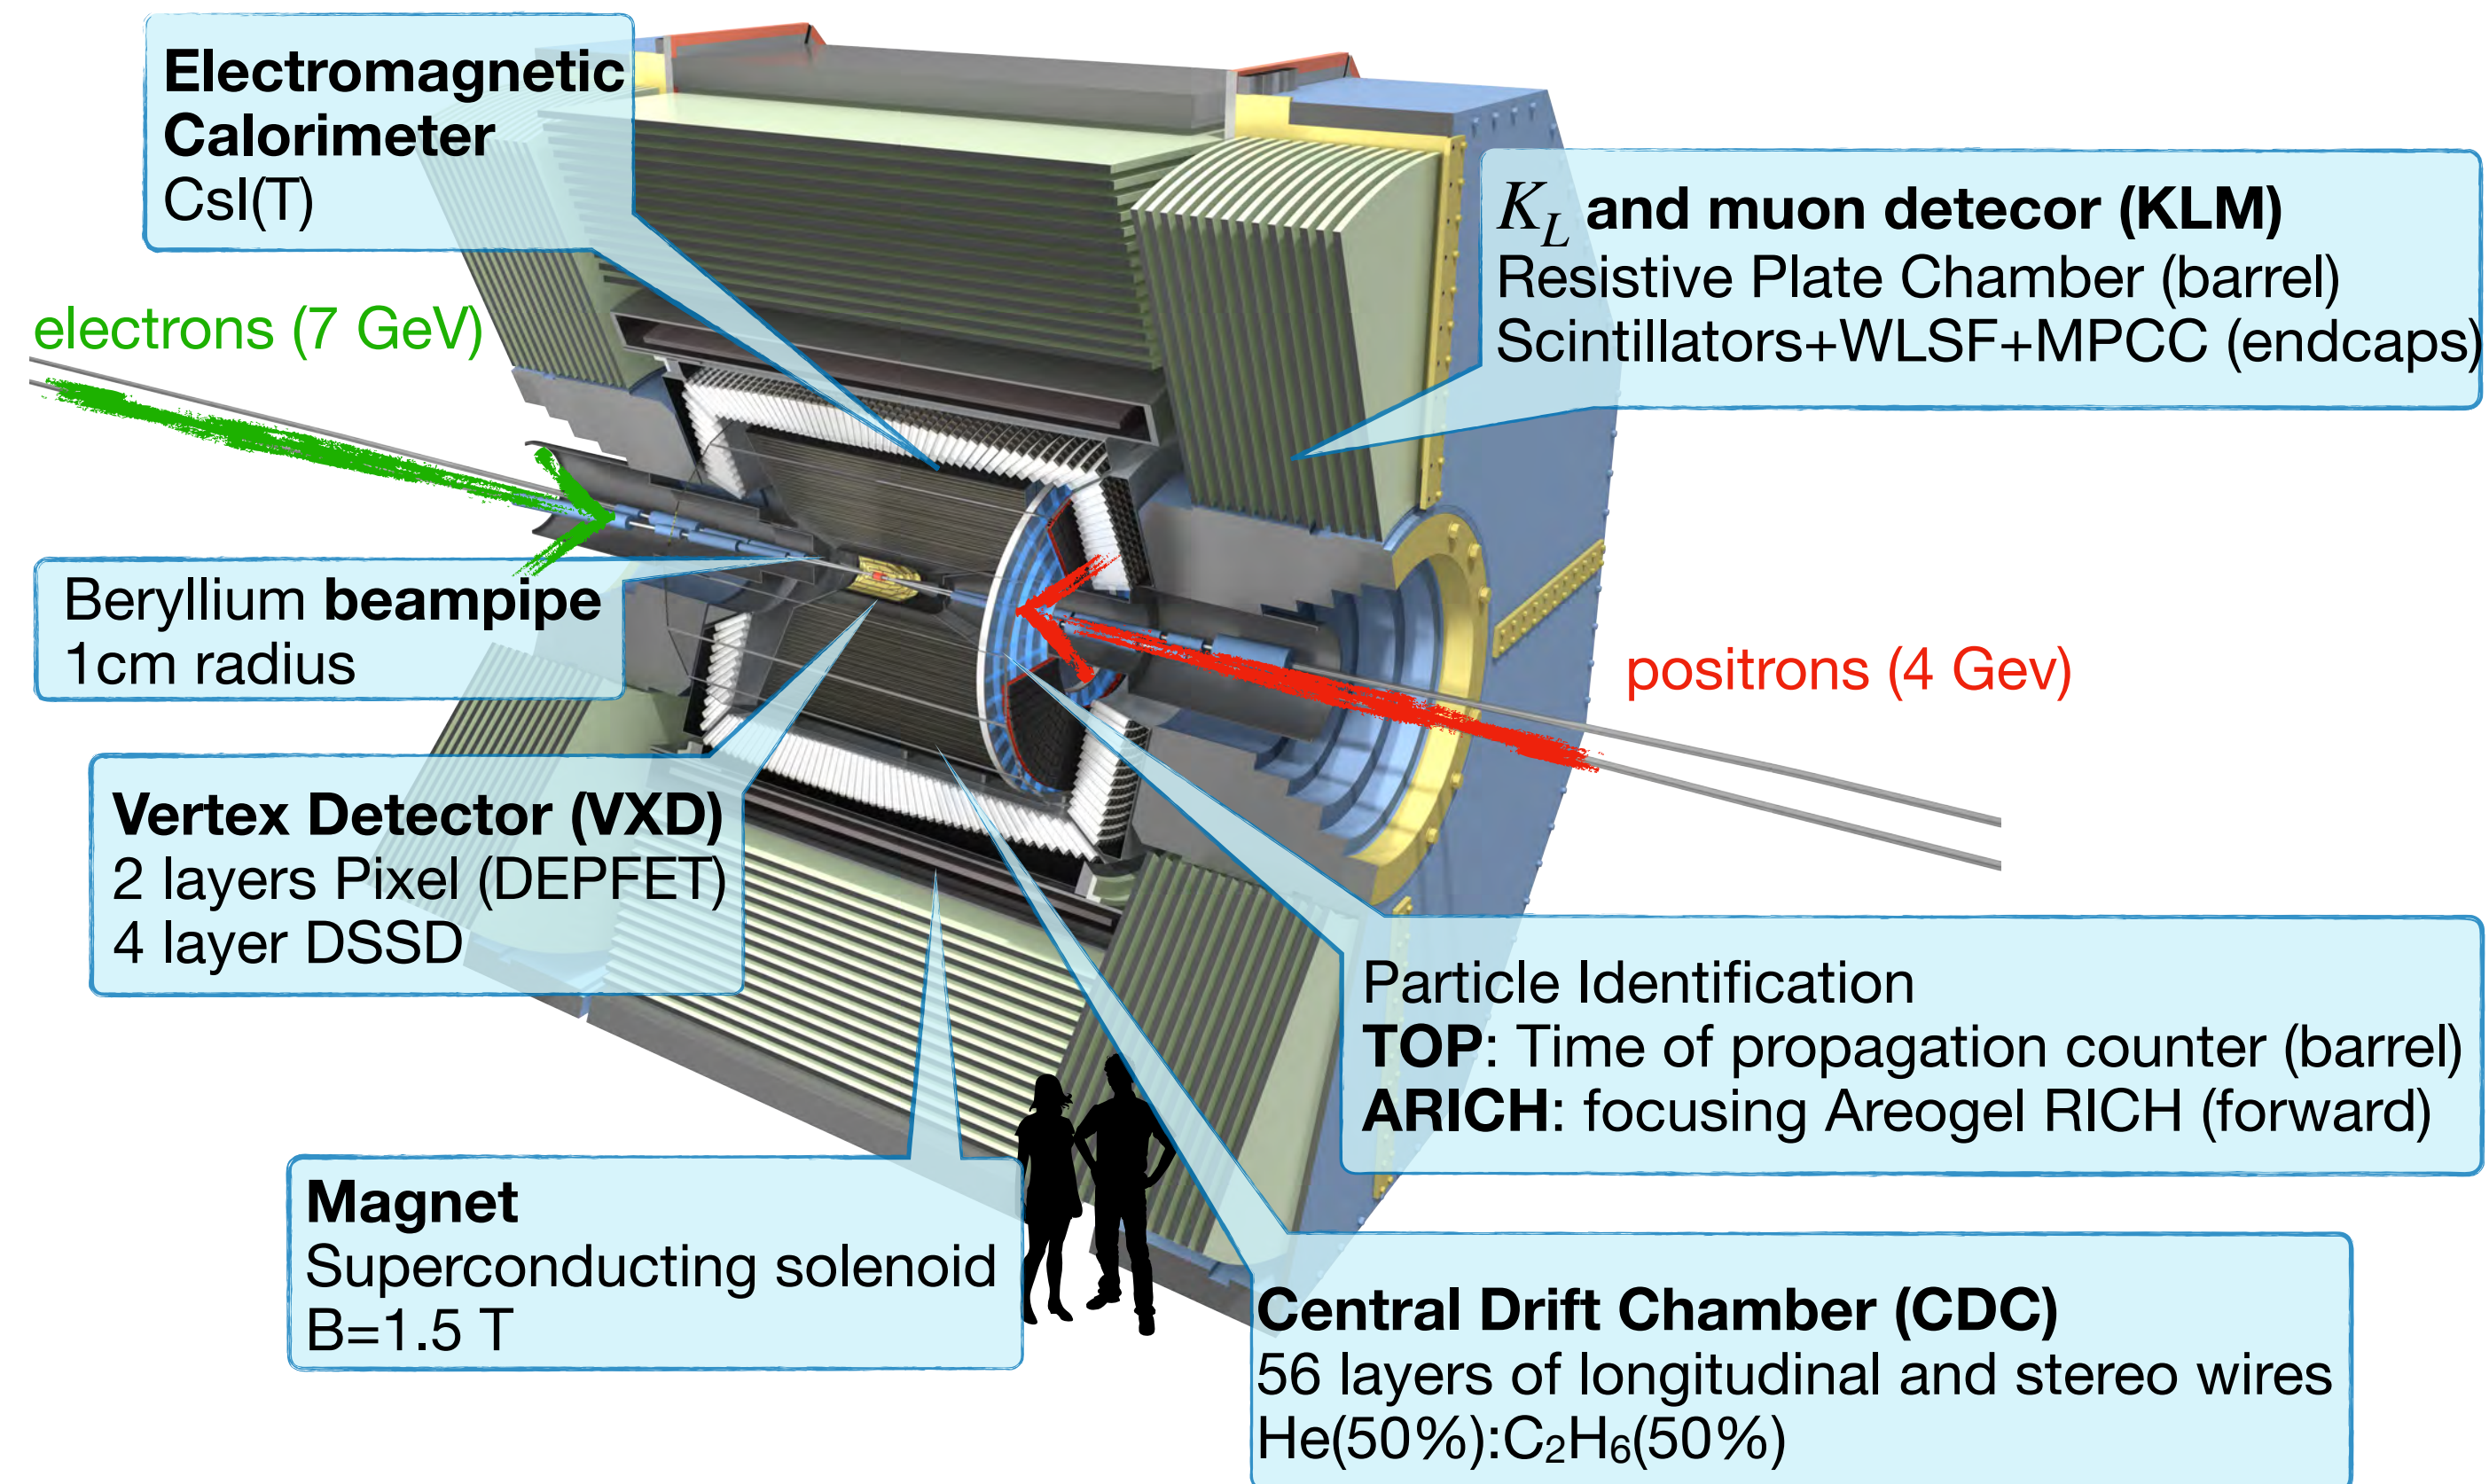 Electromagnetic
Calorimeter
CsI(T)
K_L and muon detecor (KLM)
Resistive Plate Chamber (barrel)
Scintillators+WLSF+MPCC (endcaps)
electrons (7 GeV)
Beryllium beampipe
1cm radius
positrons (4 Gev)
Vertex Detector (VXD)
2 layers Pixel (DEPFET)
4 layer DSSD
Particle Identification
TOP: Time of propagation counter (barrel)
ARICH: focusing Areogel RICH (forward)
Magnet
Superconducting solenoid
B=1.5 T
Central Drift Chamber (CDC)
56 layers of longitudinal and stereo wires
He(50%):C₂H₆(50%)